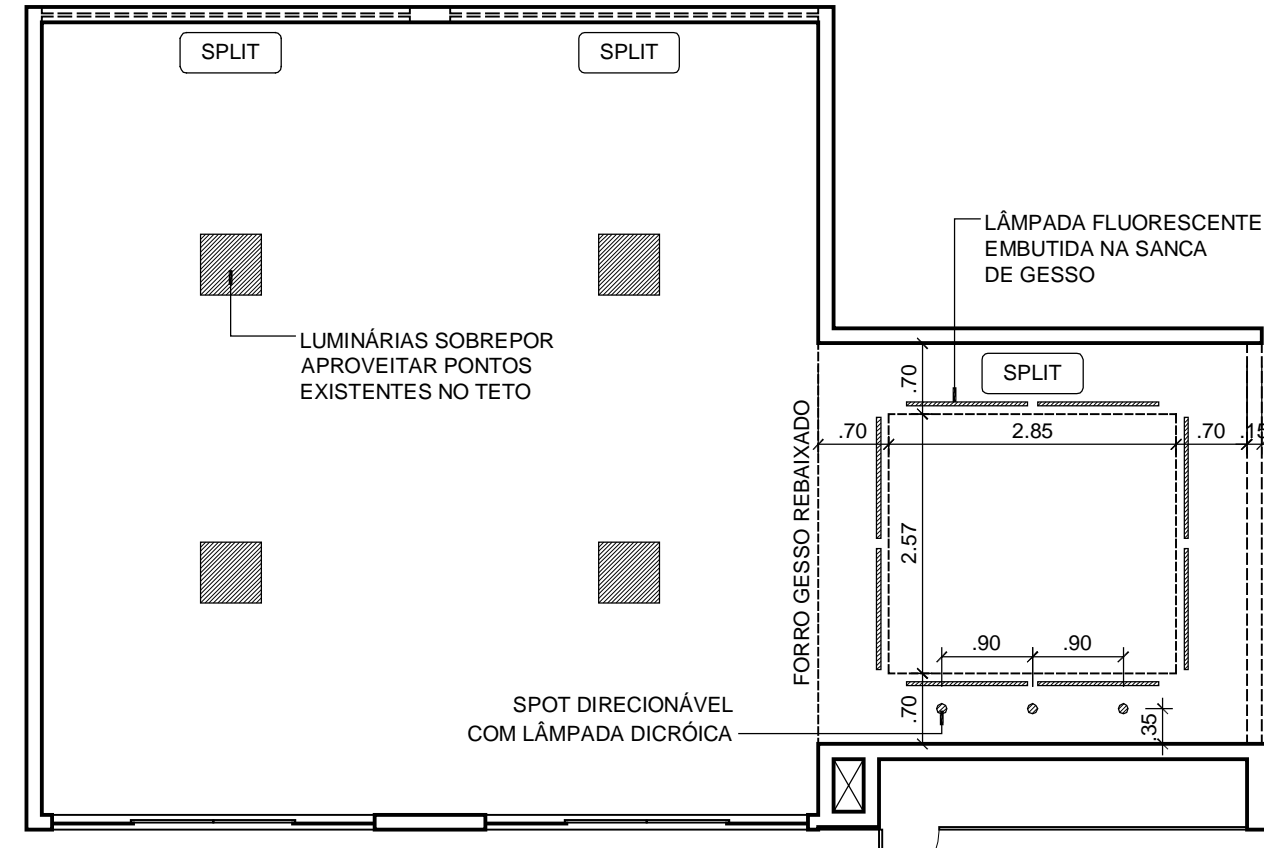 SPLIT
SPLIT
LÂMPADA FLUORESCENTE
EMBUTIDA NA SANCA
DE GESSO
LUMINÁRIAS SOBREPOR
APROVEITAR PONTOS
EXISTENTES NO TETO
SPLIT
.70
.70
2.85
.70
.15
FORRO GESSO REBAIXADO
2.57
.90
.90
SPOT DIRECIONÁVEL
COM LÂMPADA DICRÓICA
.70
.35